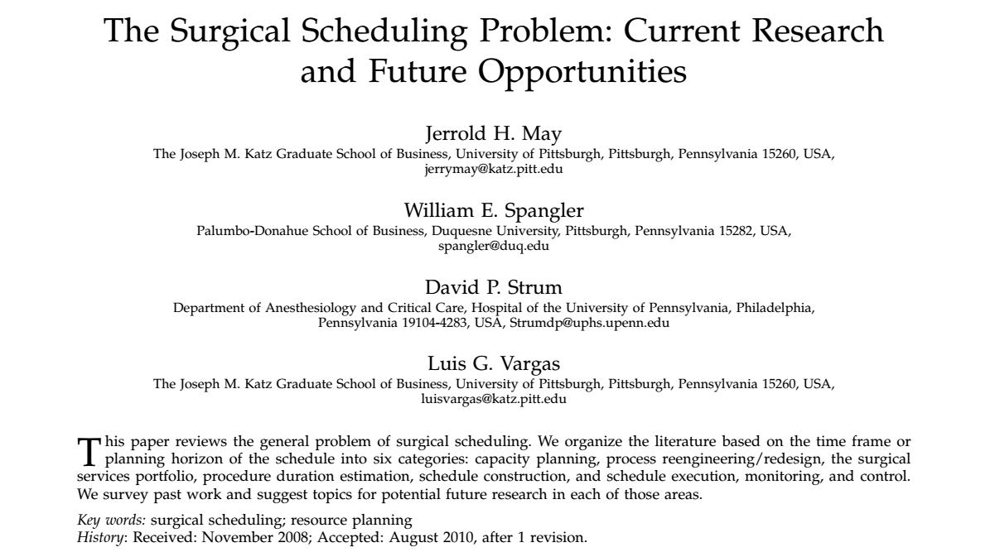 The Surgical Scheduling Problem: Current Research
and Future Opportunities
Jerrold H. May
The Joseph M. Katz Graduate School of Business, University of Pittsburgh, Pittsburgh, Pennsylvania 15260, USA,
jerrymay@katz.pitt.edu
William E. Spangler
Palumbo-Donahue School of Business, Duquesne University, Pittsburgh, Pennsylvania 15282, USA,
spangler@duq.edu
David P. Strum
Department of Anesthesiology and Critical Care, Hospital of the University of Pennsylvania, Philadelphia,
Pennsylvania 19104-4283, USA, Strumdp@uphs.upenn.edu
Luis G. Vargas
The Joseph M. Katz Graduate School of Business, University of Pittsburgh, Pittsburgh, Pennsylvania 15260, USA,
luisvargas@katz.pitt.edu
This paper reviews the general problem of surgical scheduling. We organize the literature based on the time frame or
planning horizon of the schedule into six categories: capacity planning, process reengineering/redesign, the surgical
services portfolio, procedure duration estimation, schedule construction, and schedule execution, monitoring, and control.
We survey past work and suggest topics for potential future research in each of those areas.
Key words: surgical scheduling; resource planning
History: Received: November 2008; Accepted: August 2010, after 1 revision.